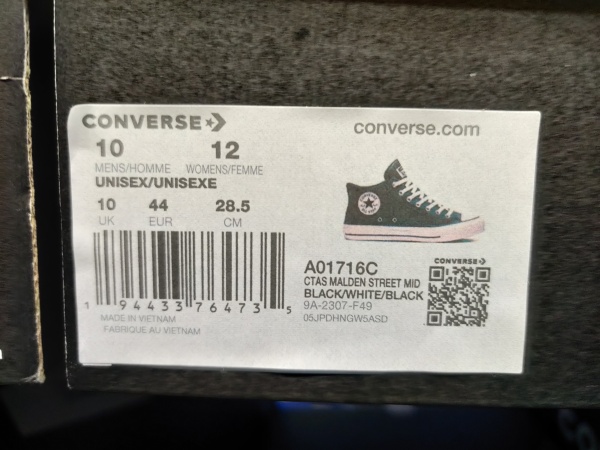 CONVERSE
converse.com
10 12
MENS/HOMME WOMENS/FEMME
UNISEX/UNISEXE
10 44 28.5
UK EUR CM
1 94433 76473 5
MADE IN VIETNAM
FABRIQUE AU VIETNAM
A01716C
CTAS MALDEN STREET MID
BLACK/WHITE/BLACK
9A-2307-F49
05JPDHNGW5ASD
CONVERSE